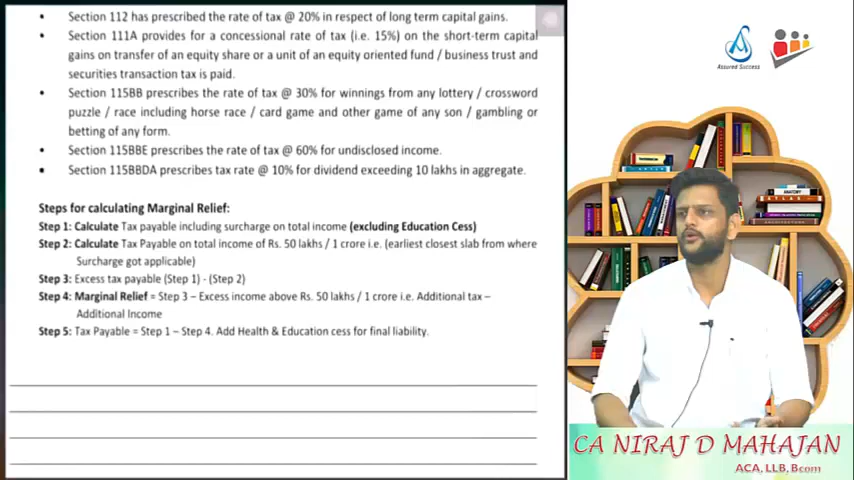 • Section 112 has prescribed the rate of tax @ 20% in respect of long term capital gains.
• Section 111A provides for a concessional rate of tax (i.e. 15%) on the short-term capital
gains on transfer of an equity share or a unit of an equity oriented fund / business trust and
securities transaction tax is paid.
• Section 115BB prescribes the rate of tax @ 30% for winnings from any lottery / crossword
puzzle / race including horse race / card game and other game of any son / gambling or
betting of any form.
• Section 115BBE prescribes the rate of tax @ 60% for undisclosed income.
• Section 115BBDA prescribes tax rate @ 10% for dividend exceeding 10 lakhs in aggregate.
Steps for calculating Marginal Relief:
Step 1: Calculate Tax payable including surcharge on total income (excluding Education Cess)
Step 2: Calculate Tax Payable on total income of Rs. 50 lakhs / 1 crore i.e. (earliest closest slab from where
Surcharge got applicable)
Step 3: Excess tax payable (Step 1) - (Step 2)
Step 4: Marginal Relief = Step 3 – Excess income above Rs. 50 lakhs / 1 crore i.e. Additional tax –
Additional Income
Step 5: Tax Payable = Step 1 – Step 4. Add Health & Education cess for final liability.
Assured Success
ANATOMY
ATLAS
CA NIRAJ D MAHAJAN
ACA, LLB, Bcom